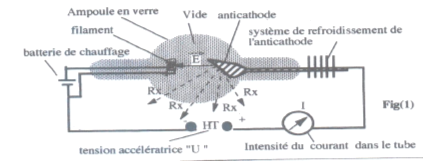 Ampoule en verre
Vide anticathode
filament
système de refroidissement de
l'anticathode
batterie de chauffage
E
Rx
Rx
Rx
Rx
Rx
I
Fig(1)
- HT +
tension accélératrice "U"
Intensité du courant dans le tube